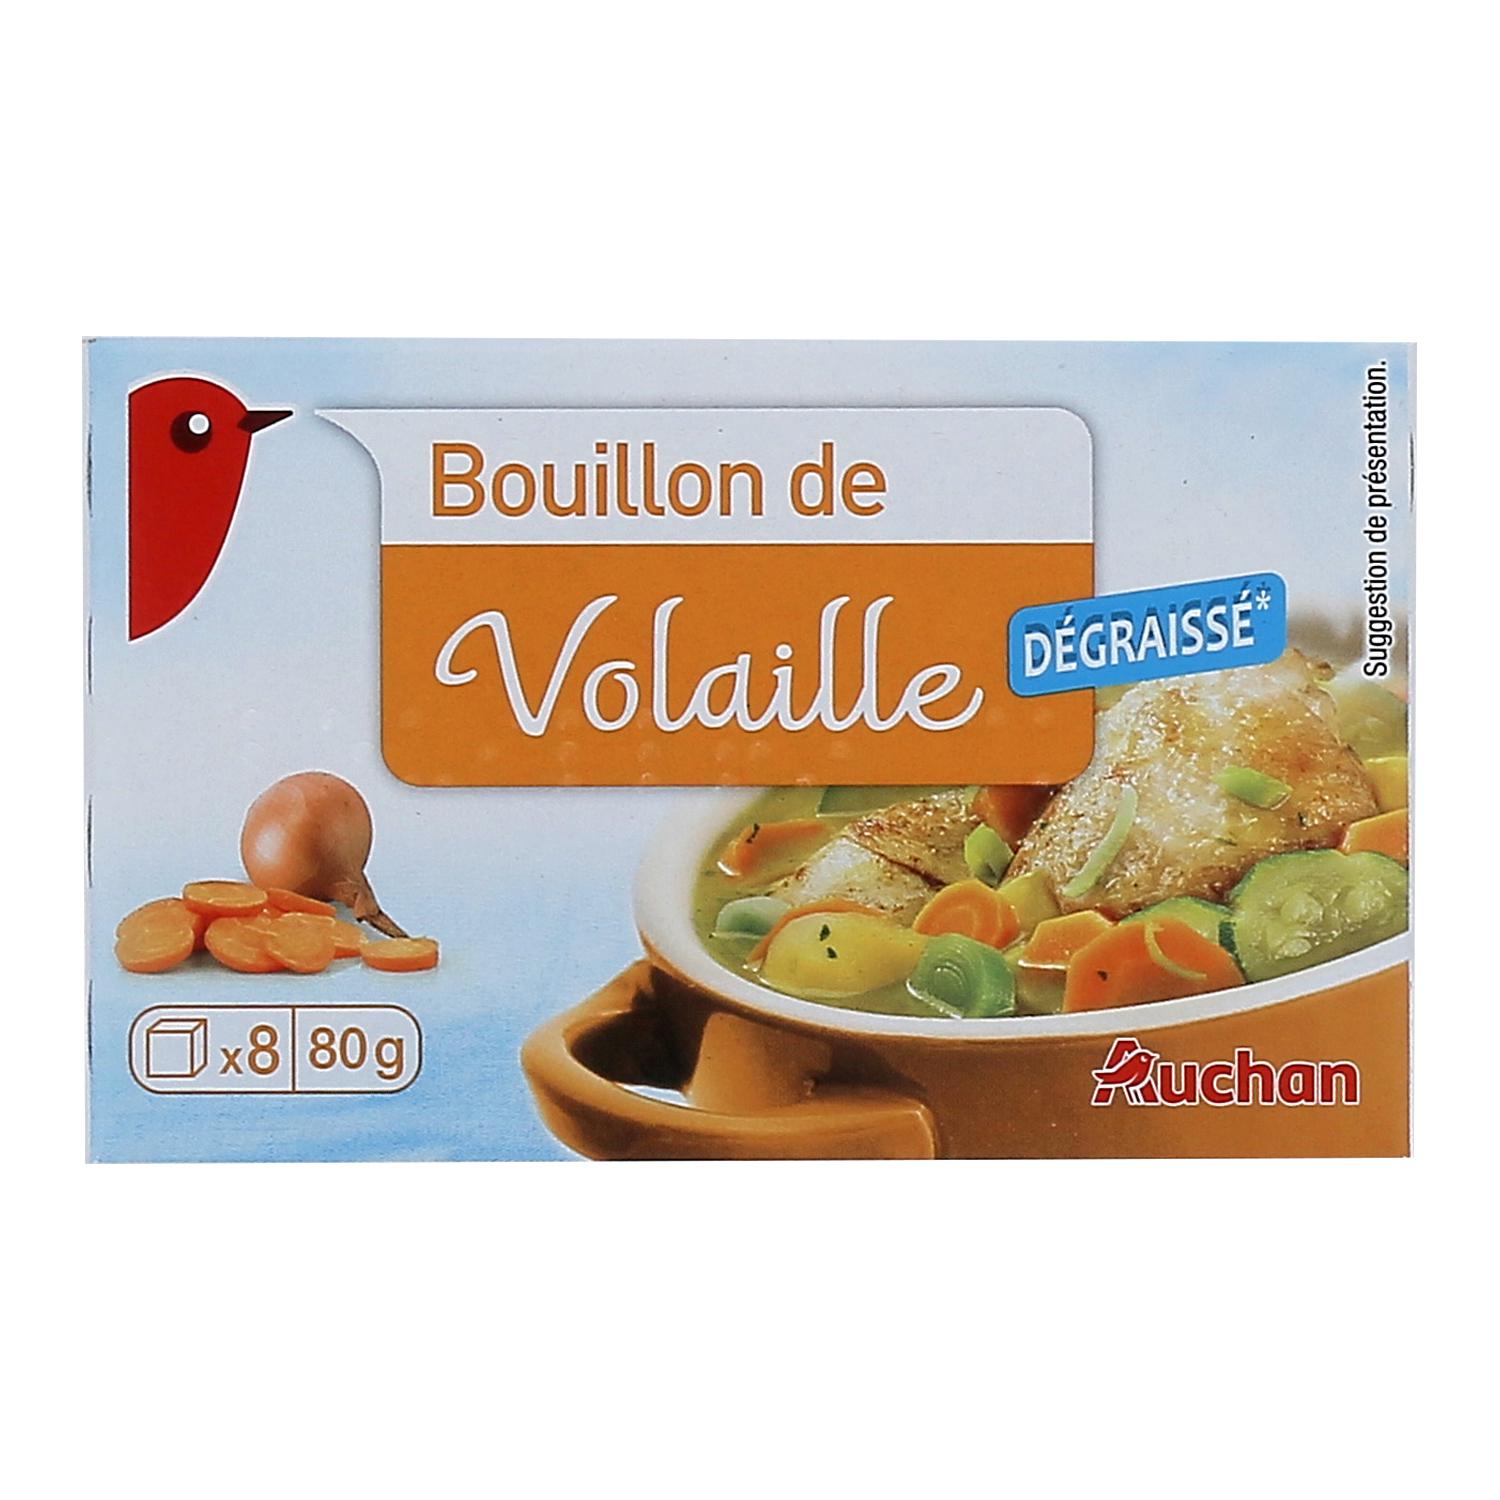 Bouillon de
Volaille
DÉGRAISSÉ*
Suggestion de présentation.
x8 80g
Auchan